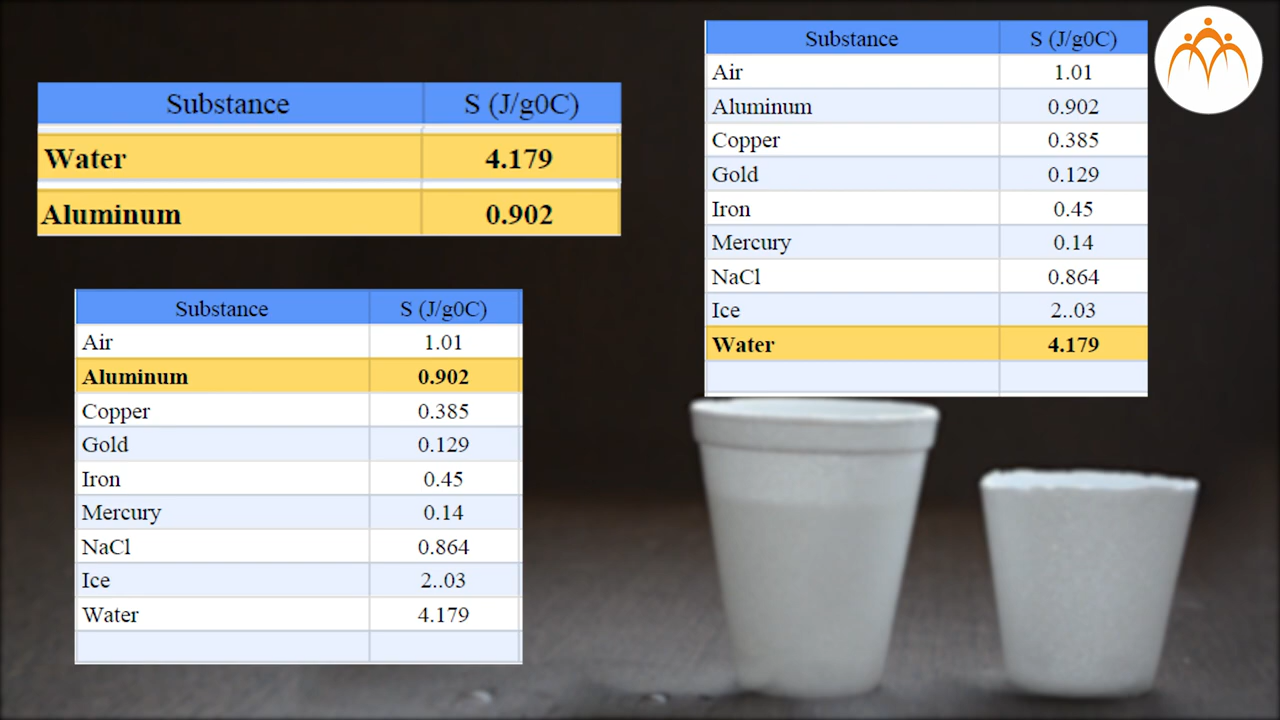 Substance S (J/g0C)
Water 4.179
Aluminum 0.902
Substance S (J/g0C)
Air 1.01
Aluminum 0.902
Copper 0.385
Gold 0.129
Iron 0.45
Mercury 0.14
NaCl 0.864
Ice 2..03
Water 4.179
Substance S (J/g0C)
Air 1.01
Aluminum 0.902
Copper 0.385
Gold 0.129
Iron 0.45
Mercury 0.14
NaCl 0.864
Ice 2..03
Water 4.179